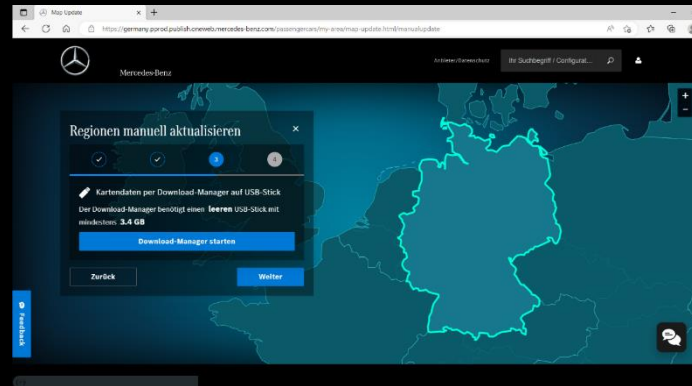 Map Update
https://germany.pprod.publish.oneweb.mercedes-benz.com/passengercars/my-area/map-update.html/manualupdate
Anbieter/Datenschutz
Ihr Suchbegriff / Configurat...
Mercedes-Benz
Regionen manuell aktualisieren
3
4
Kartendaten per Download-Manager auf USB-Stick
Der Download-Manager benötigt einen leeren USB-Stick mit
mindestens 3.4 GB
Download-Manager starten
Zurück
Weiter
Feedback